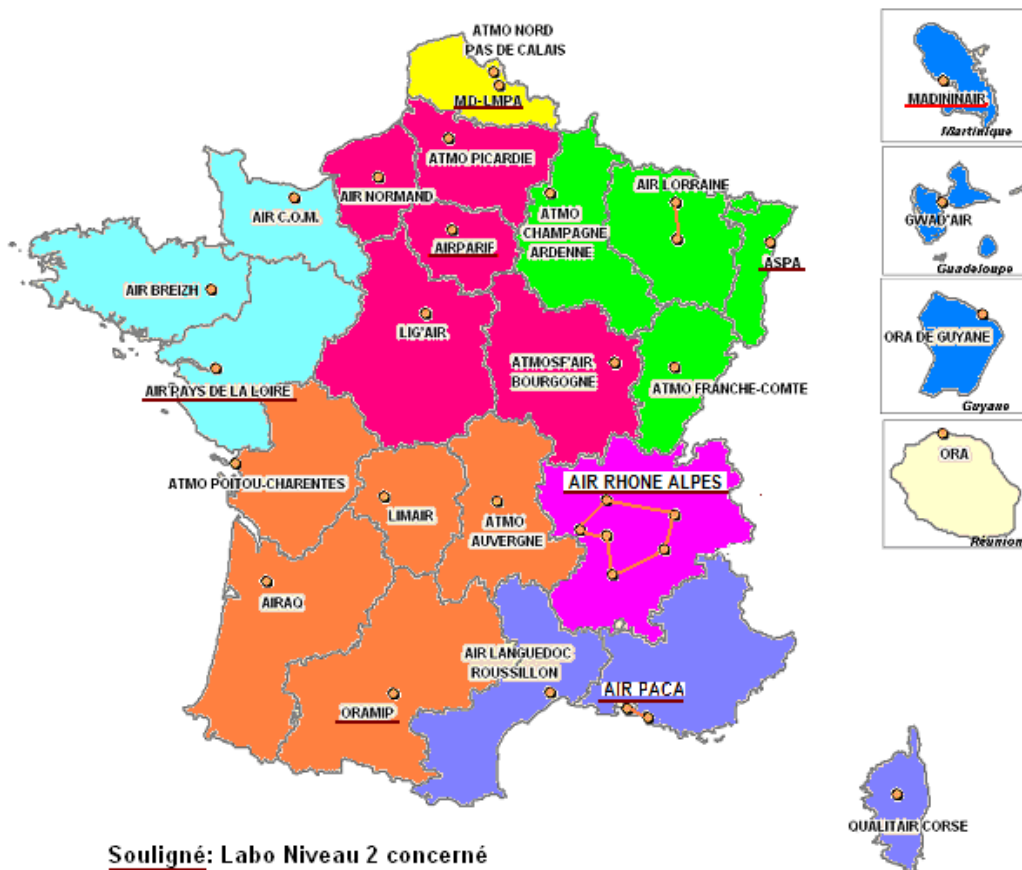 ATMO NORD
PAS DE CALAIS
MD-LMPA
ATMO PICARDIE
AIR NORMAND
AIR C.O.M.
AIRPARIF
ATMO
CHAMPAGNE
ARDENNE
AIR LORRAINE
ASPA
AIR BREIZH
LIG'AIR
ATMOSF'AIR
BOURGOGNE
ATMO FRANCHE-COMTE
AIR PAYS DE LA LOIRE
ATMO POITOU-CHARENTES
LIMAIR
ATMO
AUVERGNE
AIR RHONE ALPES
AIRAQ
AIR LANGUEDOC
ROUSSILLON
ORAMIP
AIR PACA
QUALITAIR CORSE
MADININAIR
Martinique
GWAD'AIR
Guadeloupe
ORA DE GUYANE
Guyane
ORA
Réunion
Souligné: Labo Niveau 2 concerné